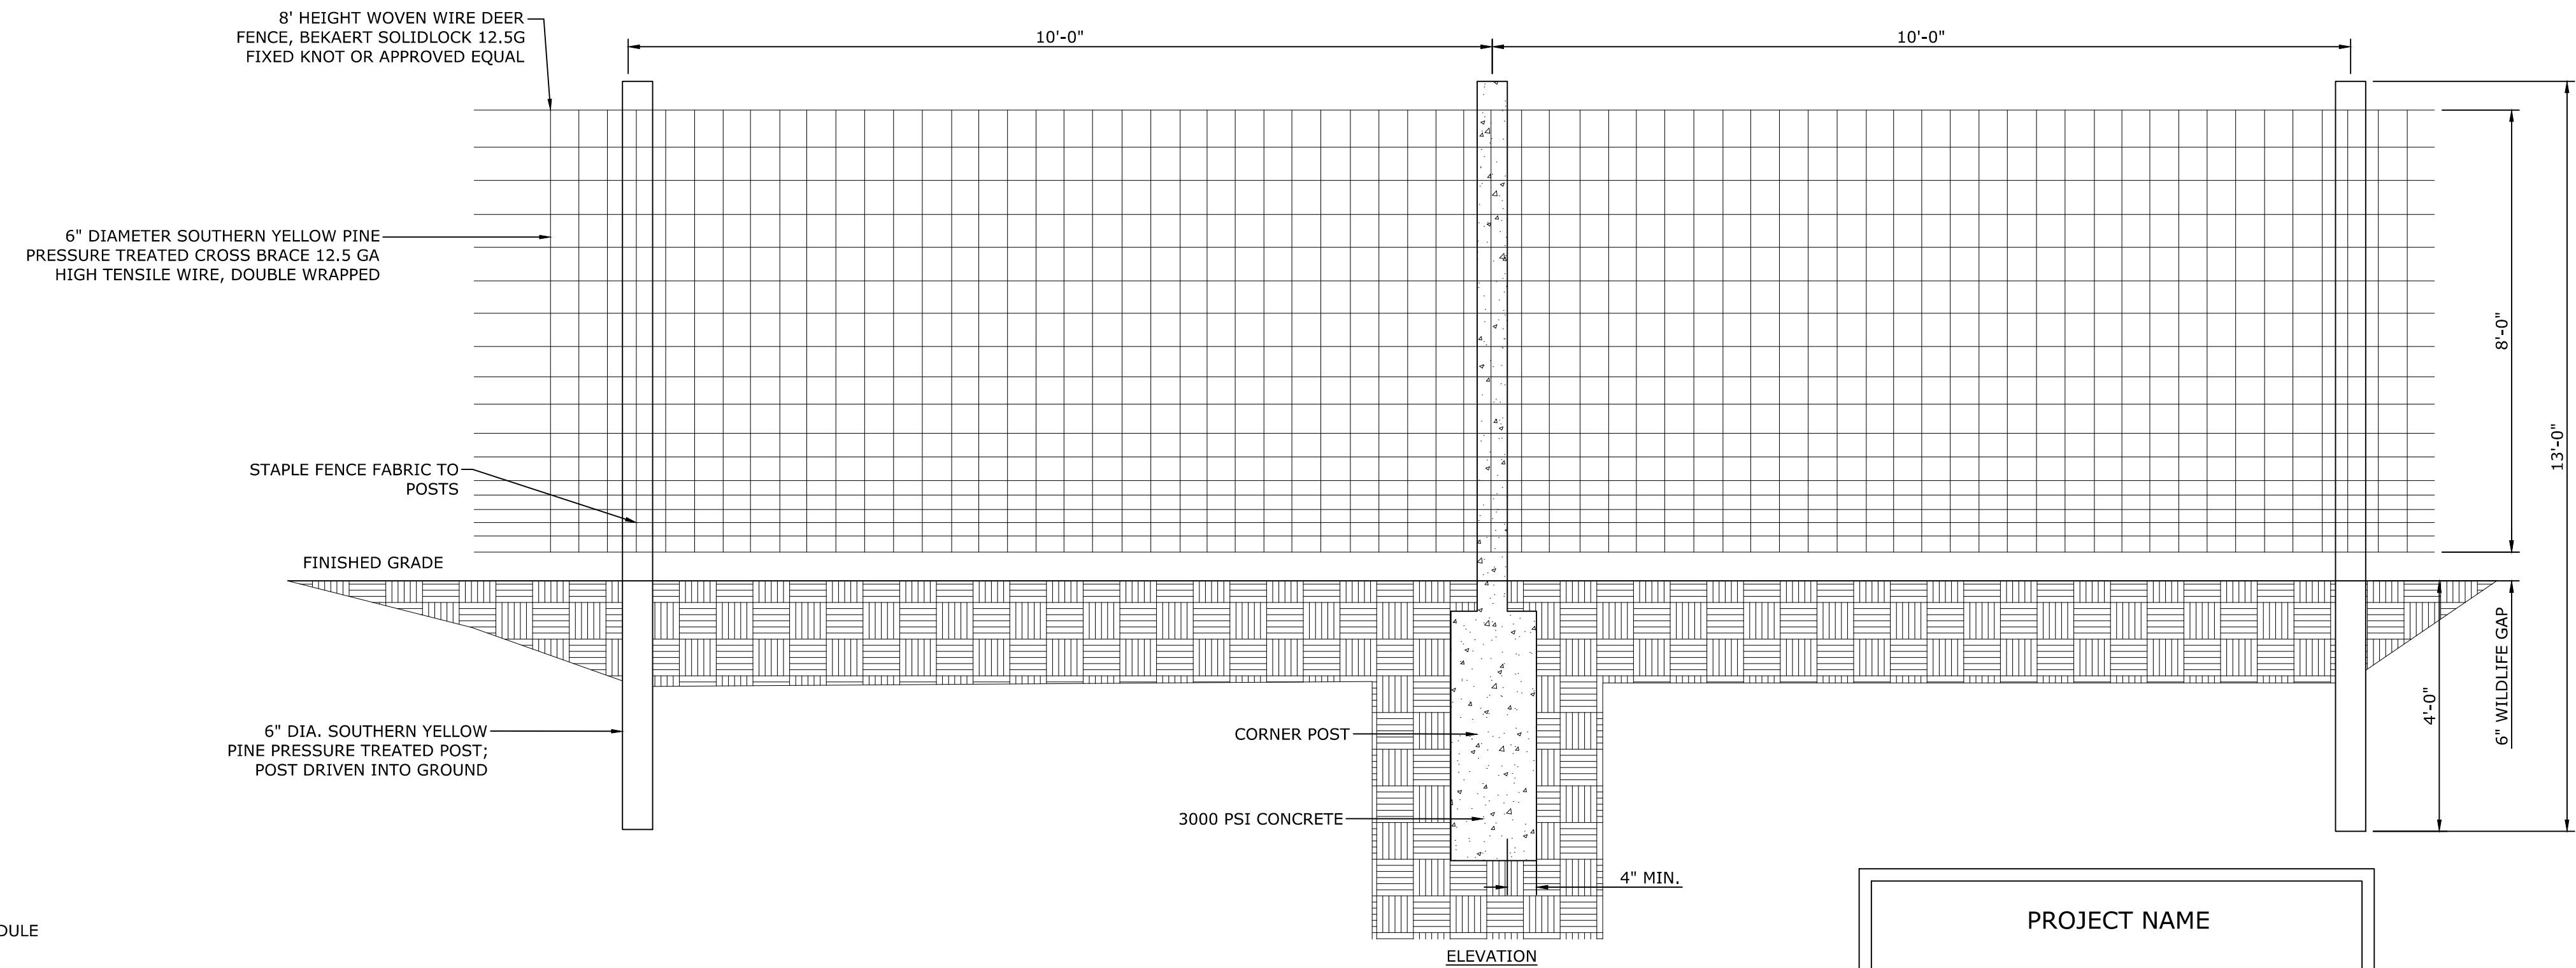 8' HEIGHT WOVEN WIRE DEER
FENCE, BEKAERT SOLIDLOCK 12.5G
FIXED KNOT OR APPROVED EQUAL
10'-0"
10'-0"
6" DIAMETER SOUTHERN YELLOW PINE
PRESSURE TREATED CROSS BRACE 12.5 GA
HIGH TENSILE WIRE, DOUBLE WRAPPED
8'-0"
13'-0"
STAPLE FENCE FABRIC TO
POSTS
FINISHED GRADE
6" WILDLIFE GAP
4'-0"
6" DIA. SOUTHERN YELLOW
PINE PRESSURE TREATED POST;
POST DRIVEN INTO GROUND
CORNER POST
3000 PSI CONCRETE
4" MIN.
DULE
ELEVATION
PROJECT NAME